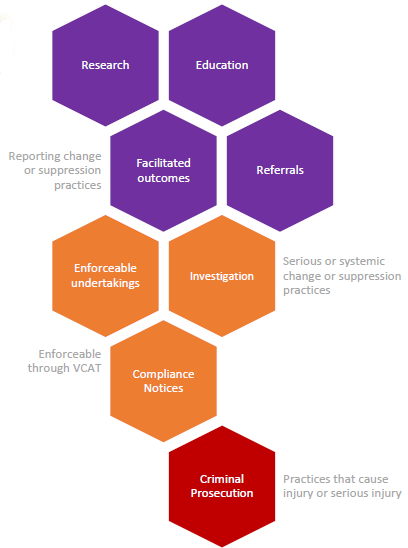 Research
Education
Reporting change
or suppression
practices
Facilitated
outcomes
Referrals
Enforceable
undertakings
Investigation
Serious or systemic
change or suppression
practices
Enforceable
through VCAT
Compliance
Notices
Criminal
Prosecution
Practices that cause
injury or serious injury